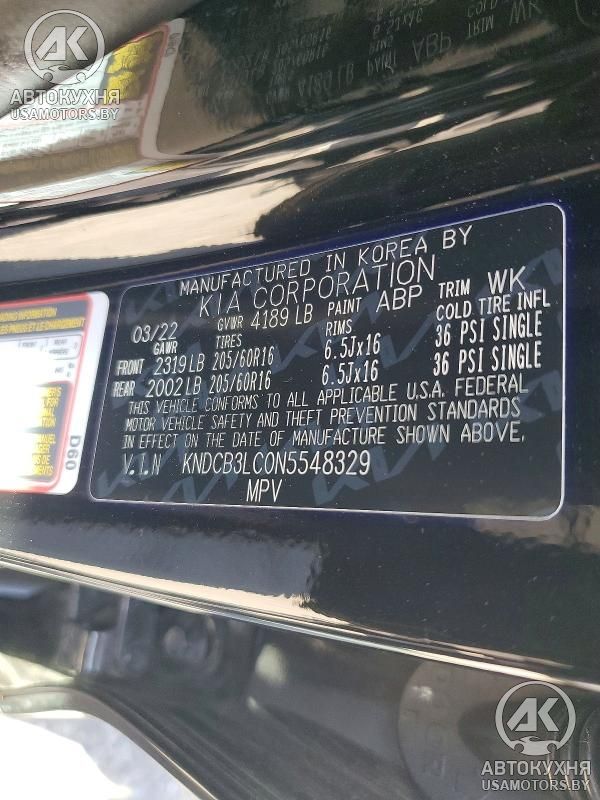 AK
АВТОКУХНЯ
USAMOTORS.BY
MANUFACTURED IN KOREA BY
KIA CORPORATION
03/22 GVWR 4189 LB PAINT ABP TRIM WK
GAWR TIRES RIMS COLD TIRE INFL
FRONT 2319 LB 205/60R16 6.5Jx16 36 PSI SINGLE
REAR 2002 LB 205/60R16 6.5Jx16 36 PSI SINGLE
THIS VEHICLE CONFORMS TO ALL APPLICABLE U.S.A. FEDERAL
MOTOR VEHICLE SAFETY AND THEFT PREVENTION STANDARDS
IN EFFECT ON THE DATE OF MANUFACTURE SHOWN ABOVE.
V.I.N KNDCB3LC0N5548329
MPV
D60
AK
АВТОКУХНЯ
USAMOTORS.BY